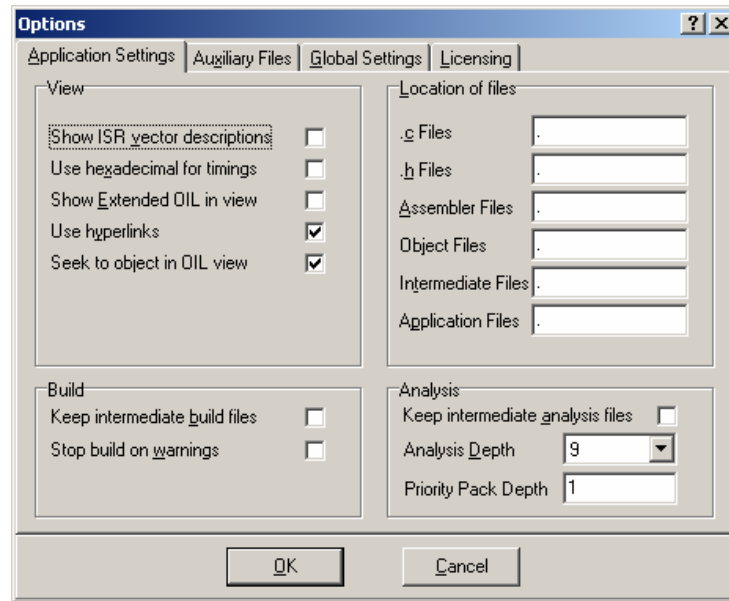 Options
Application Settings Auxiliary Files Global Settings Licensing
View
Show ISR vector descriptions
Use hexadecimal for timings
Show Extended OIL in view
Use hyperlinks
Seek to object in OIL view
Location of files
.c Files .
.h Files .
Assembler Files .
Object Files .
Intermediate Files .
Application Files .
Build
Keep intermediate build files
Stop build on warnings
Analysis
Keep intermediate analysis files
Analysis Depth 9
Priority Pack Depth 1
OK Cancel